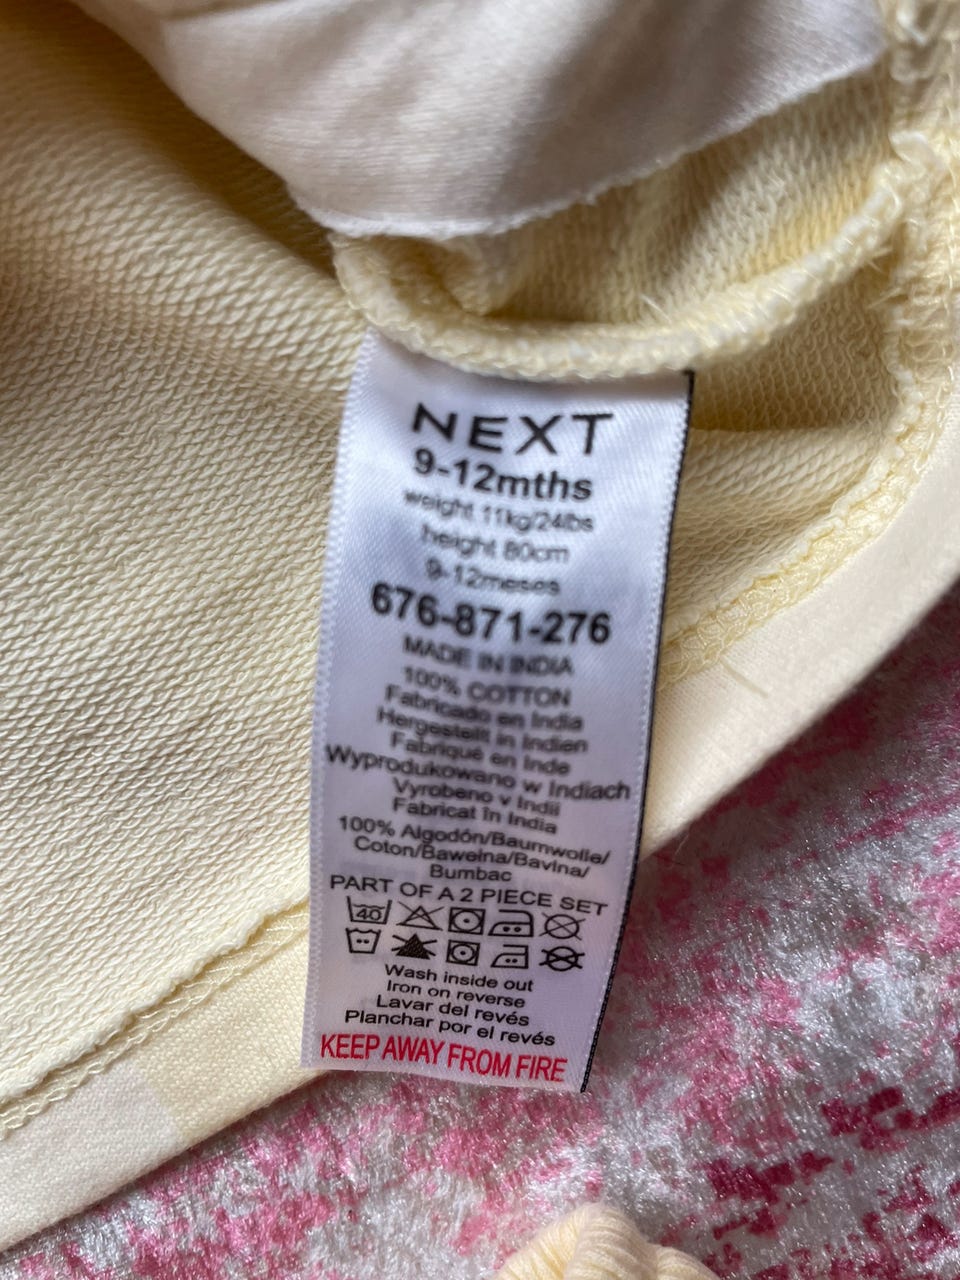 NEXT
9-12mths
weight 11kg/24lbs
height 80cm
9-12meses
676-871-276
MADE IN INDIA
100% COTTON
Fabricado en India
Hergestellt in Indien
Fabriqué en Inde
Wyprodukowano w Indiach
Vyrobeno v Indii
Fabricat în India
100% Algodón/Baumwolle/
Coton/Bawełna/Bavlna/
Bumbac
PART OF A 2 PIECE SET
40
Wash inside out
Iron on reverse
Lavar del revés
Planchar por el revés
KEEP AWAY FROM FIRE